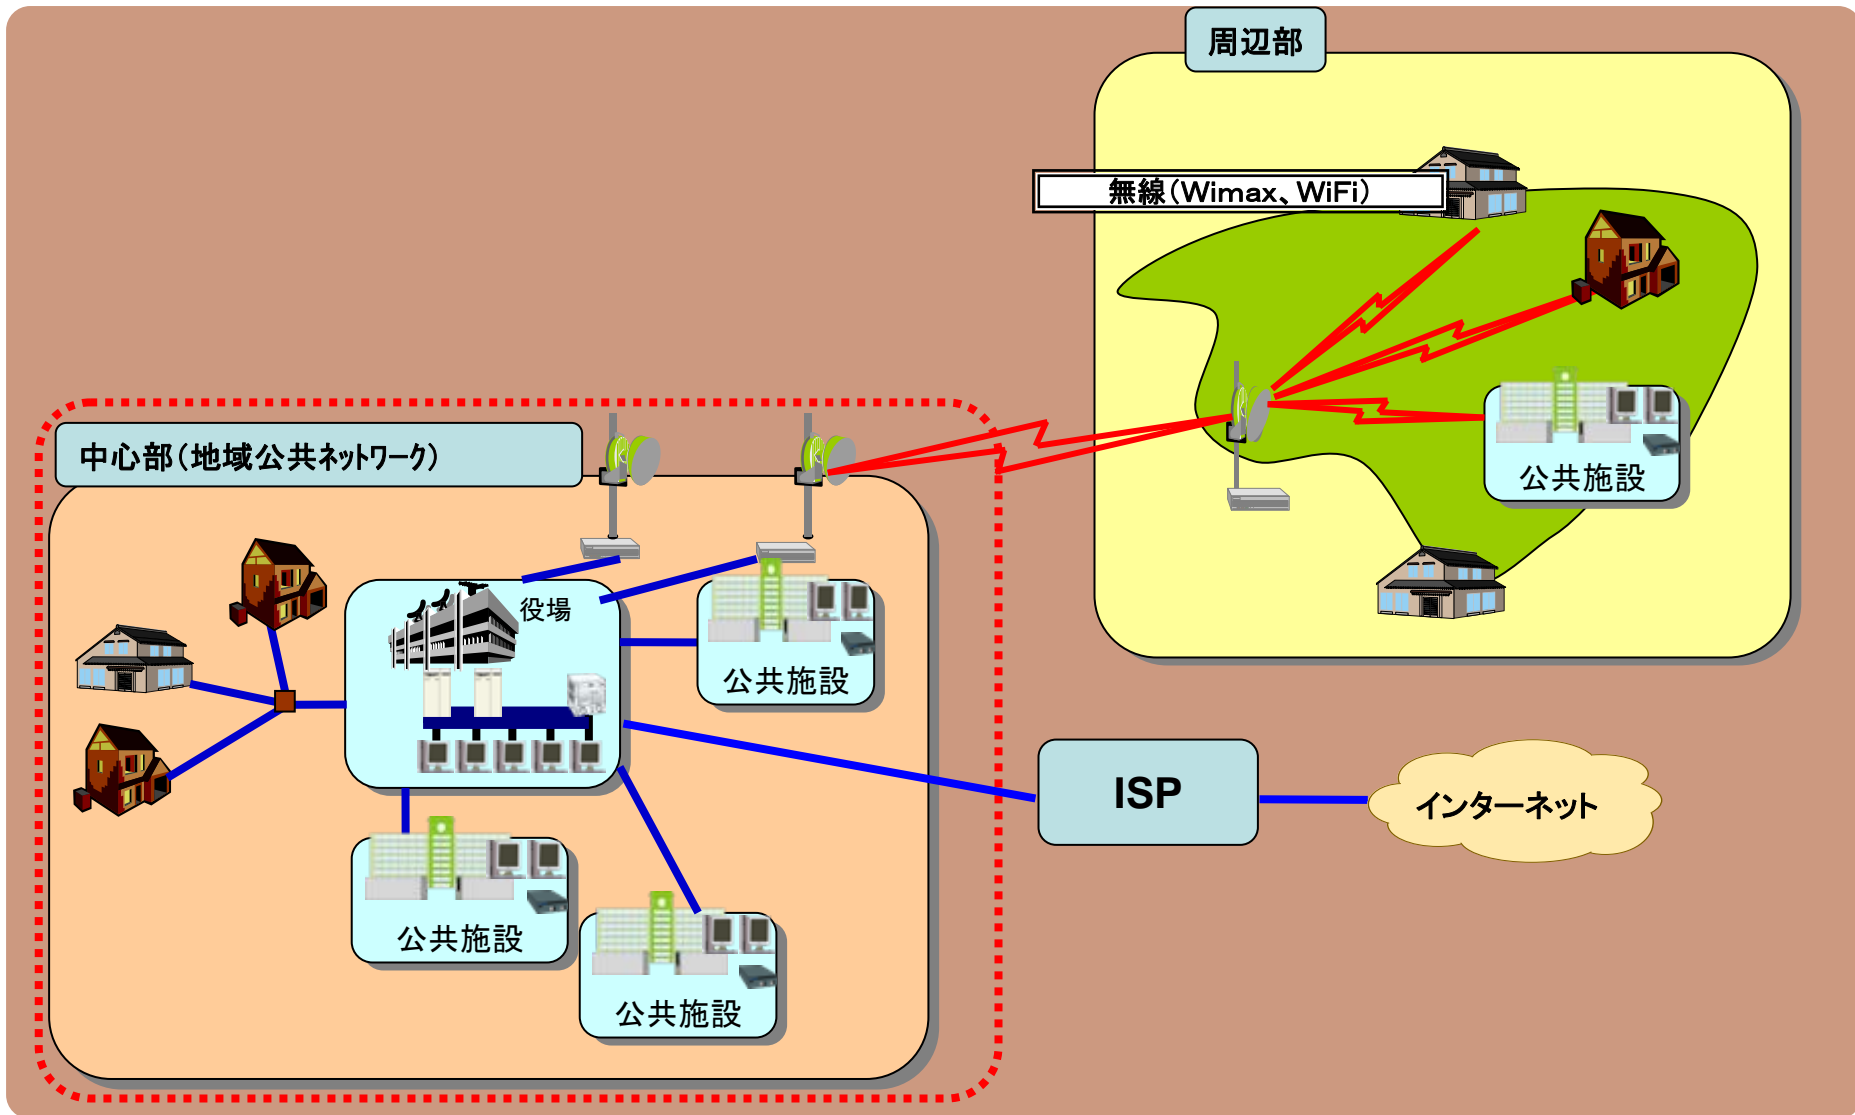 周辺部
無線(Wimax、WiFi)
公共施設
中心部(地域公共ネットワーク)
役場
公共施設
ISP
インターネット
公共施設
公共施設